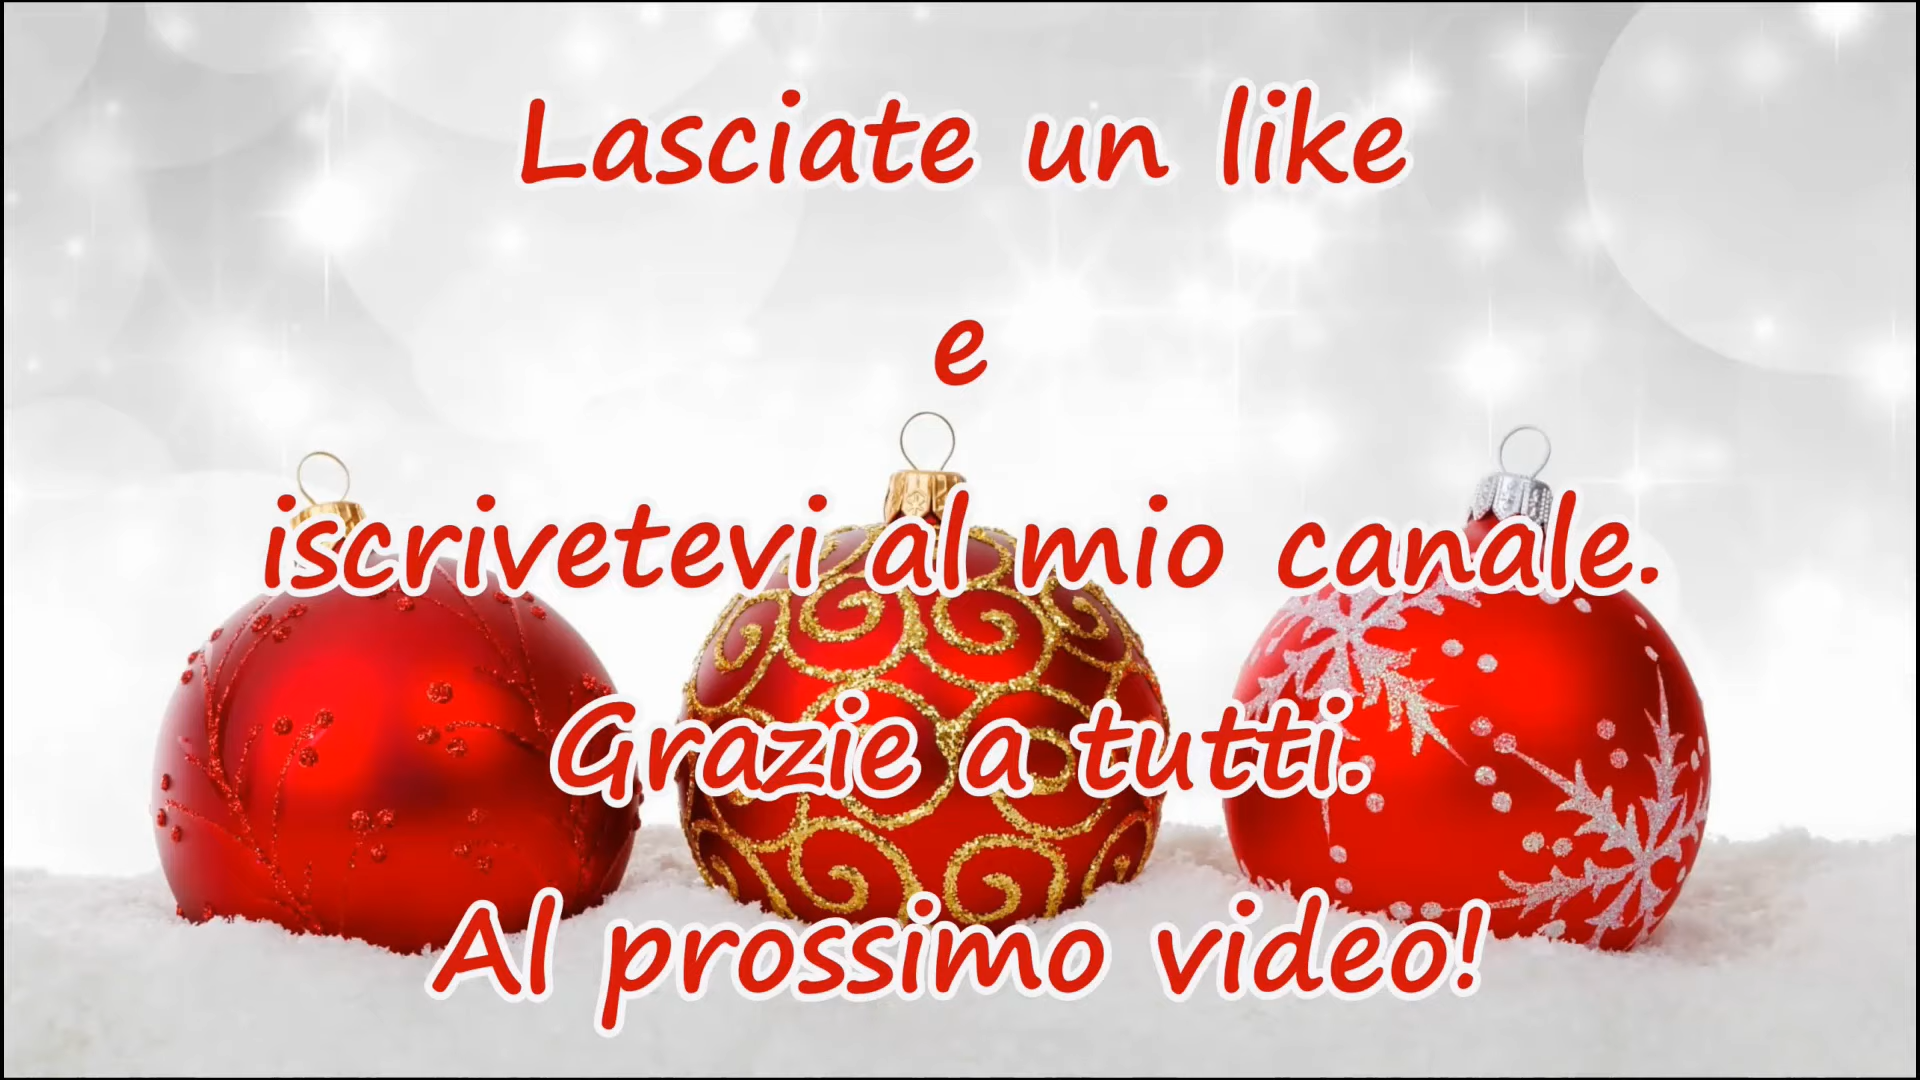 Lasciate un like
e
iscrivetevi al mio canale.
Grazie a tutti.
Al prossimo video!